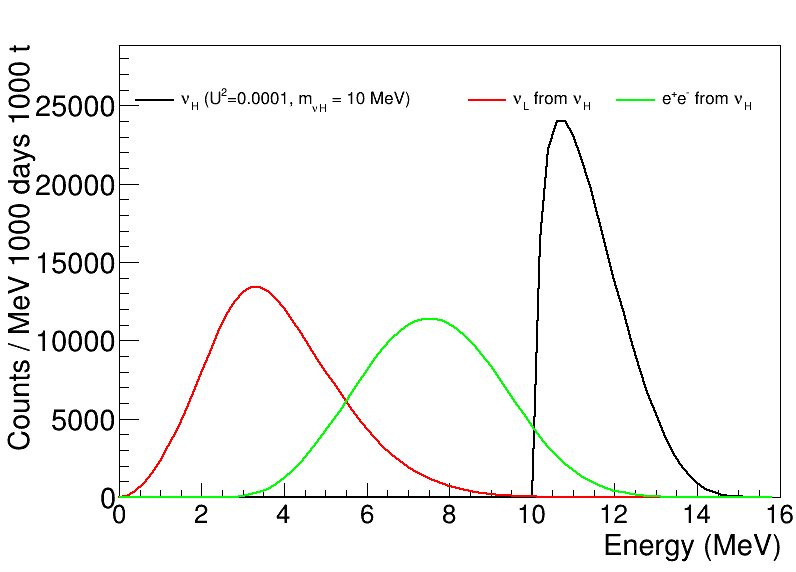 Counts / MeV 1000 days 1000 t
25000
20000
15000
10000
5000
0
ν_H (U²=0.0001, m_νH = 10 MeV)
ν_L from ν_H
e⁺e⁻ from ν_H
0 2 4 6 8 10 12 14 16
Energy (MeV)